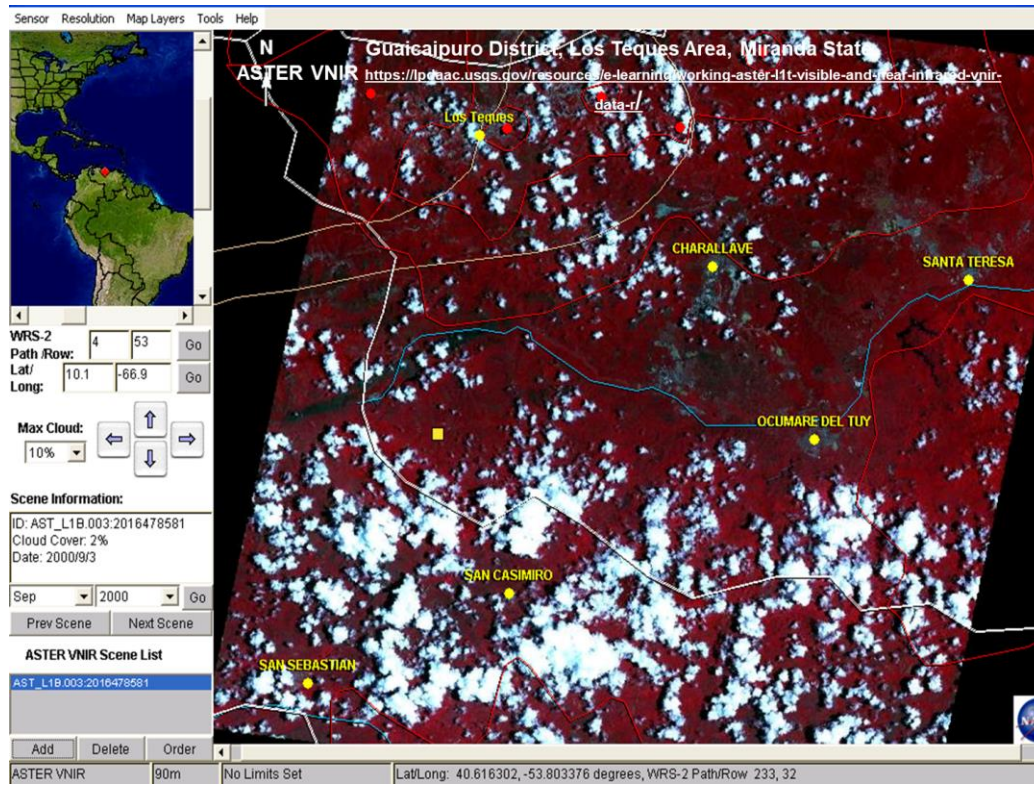 Sensor Resolution Map Layers Tools Help
N
Guaicaipuro District, Los Teques Area, Miranda State
ASTER VNIR https://lpdaac.usgs.gov/resources/e-learning/working-aster-l1t-visible-and-near-infrared-vnir-
data-r/
Los Teques
CHARALLAVE
SANTA TERESA
OCUMARE DEL TUY
SAN CASIMIRO
SAN SEBASTIAN
WRS-2
Path /Row: 4 53 Go
Lat/
Long: 10.1 -66.9 Go
Max Cloud:
10%
Scene Information:
ID: AST_L1B.003:2016478581
Cloud Cover: 2%
Date: 2000/9/3
Sep 2000 Go
Prev Scene Next Scene
ASTER VNIR Scene List
AST_L1B.003:2016478581
Add Delete Order
ASTER VNIR 90m No Limits Set Lat/Long: 40.616302, -53.803376 degrees, WRS-2 Path/Row 233, 32